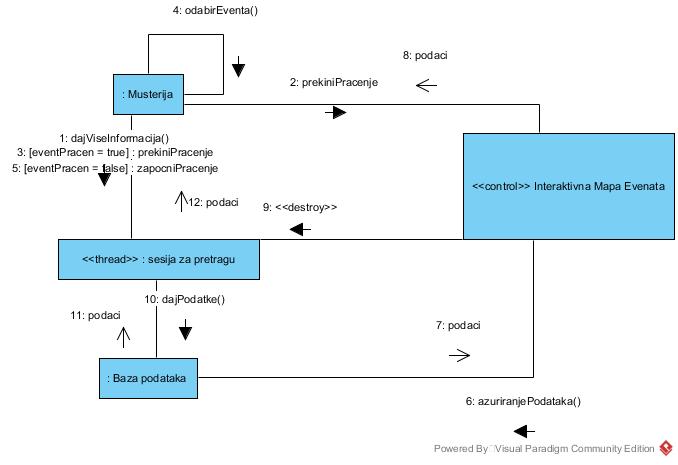 4: odabirEventa()
8: podaci
2: prekiniPracenje
: Musterija
1: dajViseInformacija()
3: [eventPracen = true] : prekiniPracenje
5: [eventPracen = false] : zapocniPracenje
<<control>> Interaktivna Mapa Evenata
12: podaci
9: <<destroy>>
<<thread>> : sesija za pretragu
10: dajPodatke()
11: podaci
7: podaci
: Baza podataka
6: azuriranjePodataka()
Powered By Visual Paradigm Community Edition